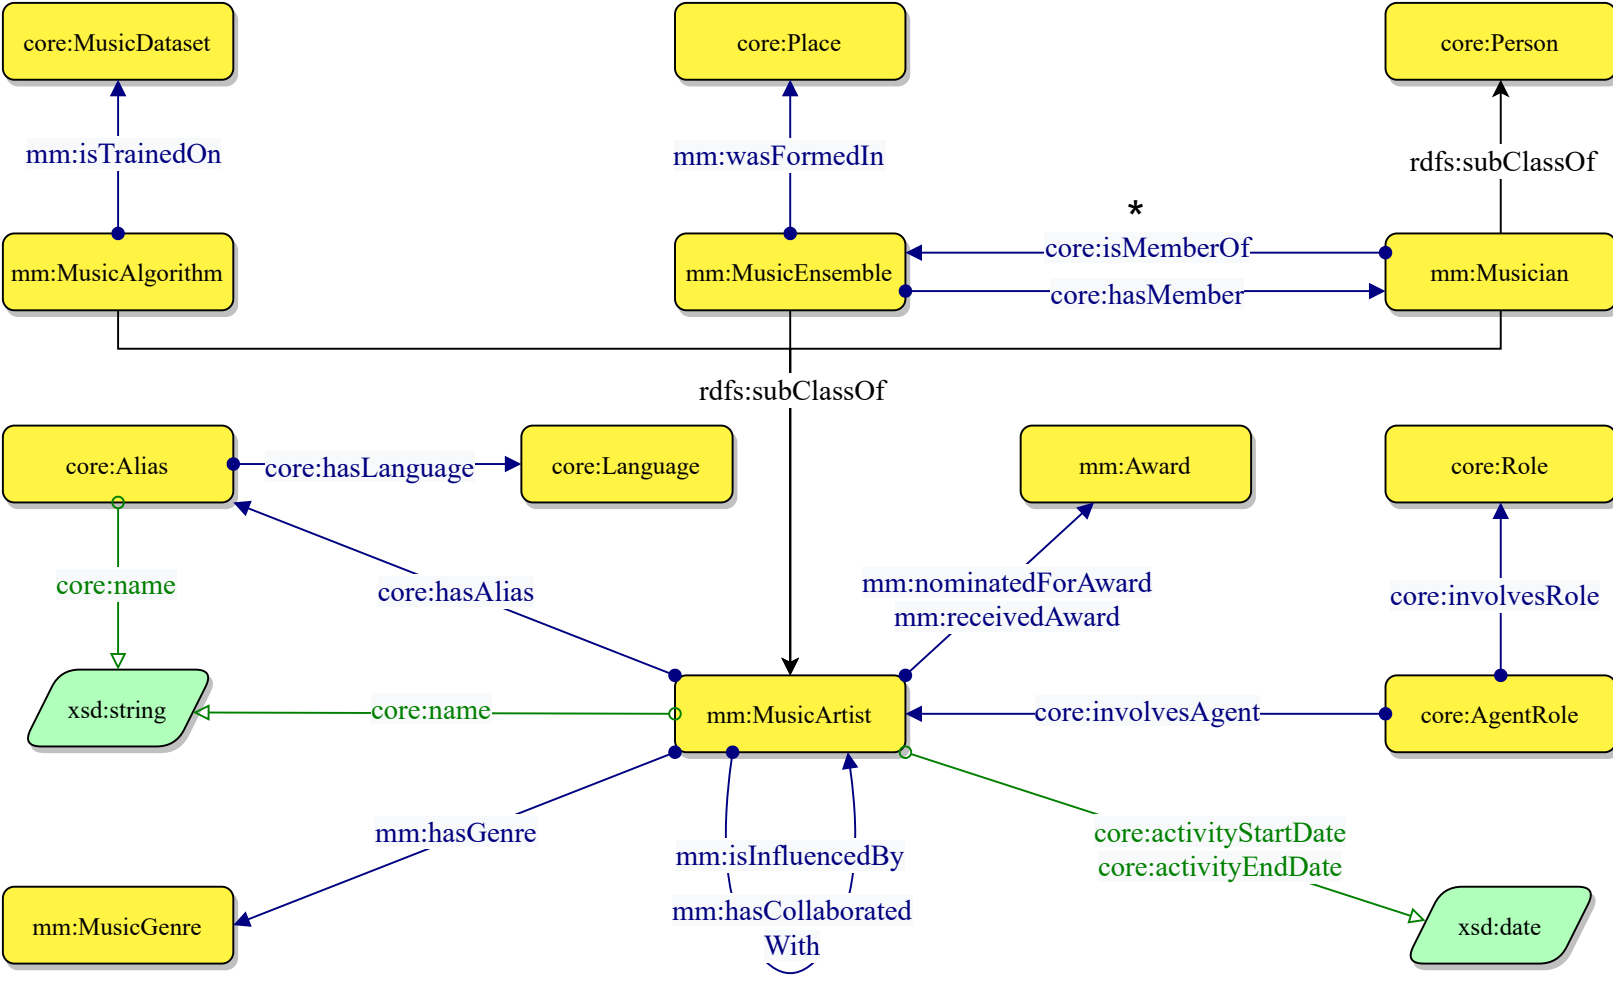 core:MusicDataset
core:Place
core:Person
mm:isTrainedOn
mm:wasFormedIn
rdfs:subClassOf
*
core:isMemberOf
mm:MusicAlgorithm
mm:MusicEnsemble
mm:Musician
core:hasMember
rdfs:subClassOf
core:Alias
core:hasLanguage
core:Language
mm:Award
core:Role
core:name
core:hasAlias
mm:nominatedForAward
mm:receivedAward
core:involvesRole
xsd:string
core:name
mm:MusicArtist
core:involvesAgent
core:AgentRole
mm:hasGenre
mm:isInfluencedBy
mm:hasCollaborated
With
core:activityStartDate
core:activityEndDate
mm:MusicGenre
xsd:date